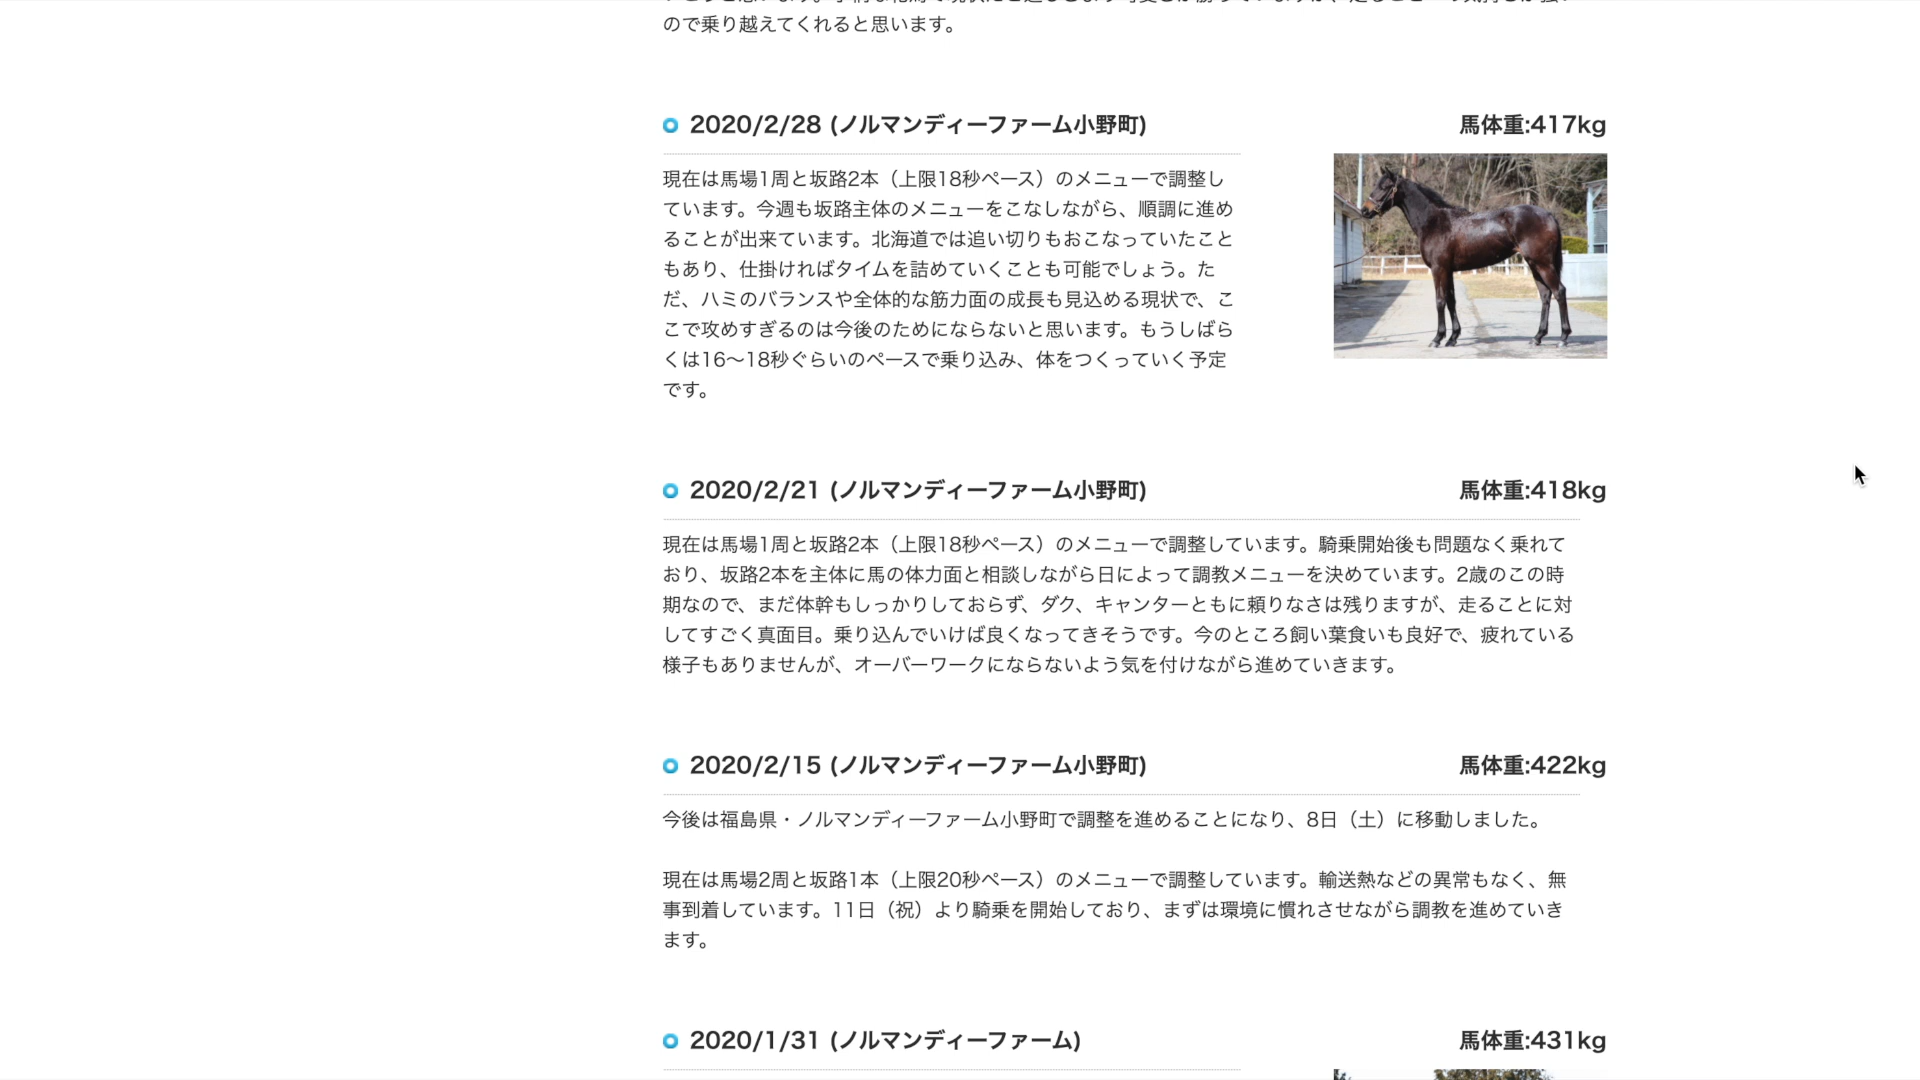 ので乗り越えてくれると思います。
2020/2/28 (ノルマンディーファーム小野町)
馬体重:417kg
現在は馬場1周と坂路2本（上限18秒ペース）のメニューで調整し
ています。今週も坂路主体のメニューをこなしながら、順調に進め
ることが出来ています。北海道では追い切りもおこなっていたこと
もあり、仕掛ければタイムを詰めていくことも可能でしょう。た
だ、ハミのバランスや全体的な筋力面の成長も見込める現状で、こ
こで攻めすぎるのは今後のためにならないと思います。もうしばら
くは16〜18秒ぐらいのペースで乗り込み、体をつくっていく予定
です。
2020/2/21 (ノルマンディーファーム小野町)
馬体重:418kg
現在は馬場1周と坂路2本（上限18秒ペース）のメニューで調整しています。騎乗開始後も問題なく乗れて
おり、坂路2本を主体に馬の体力面と相談しながら日によって調教メニューを決めています。2歳のこの時
期なので、まだ体幹もしっかりしておらず、ダク、キャンターともに頼りなさは残りますが、走ることに対
してすごく真面目。乗り込んでいけば良くなってきそうです。今のところ飼い葉食いも良好で、疲れている
様子もありませんが、オーバーワークにならないよう気を付けながら進めていきます。
2020/2/15 (ノルマンディーファーム小野町)
馬体重:422kg
今後は福島県・ノルマンディーファーム小野町で調整を進めることになり、8日（土）に移動しました。
現在は馬場2周と坂路1本（上限20秒ペース）のメニューで調整しています。輸送熱などの異常もなく、無
事到着しています。11日（祝）より騎乗を開始しており、まずは環境に慣れさせながら調教を進めていき
ます。
2020/1/31 (ノルマンディーファーム)
馬体重:431kg